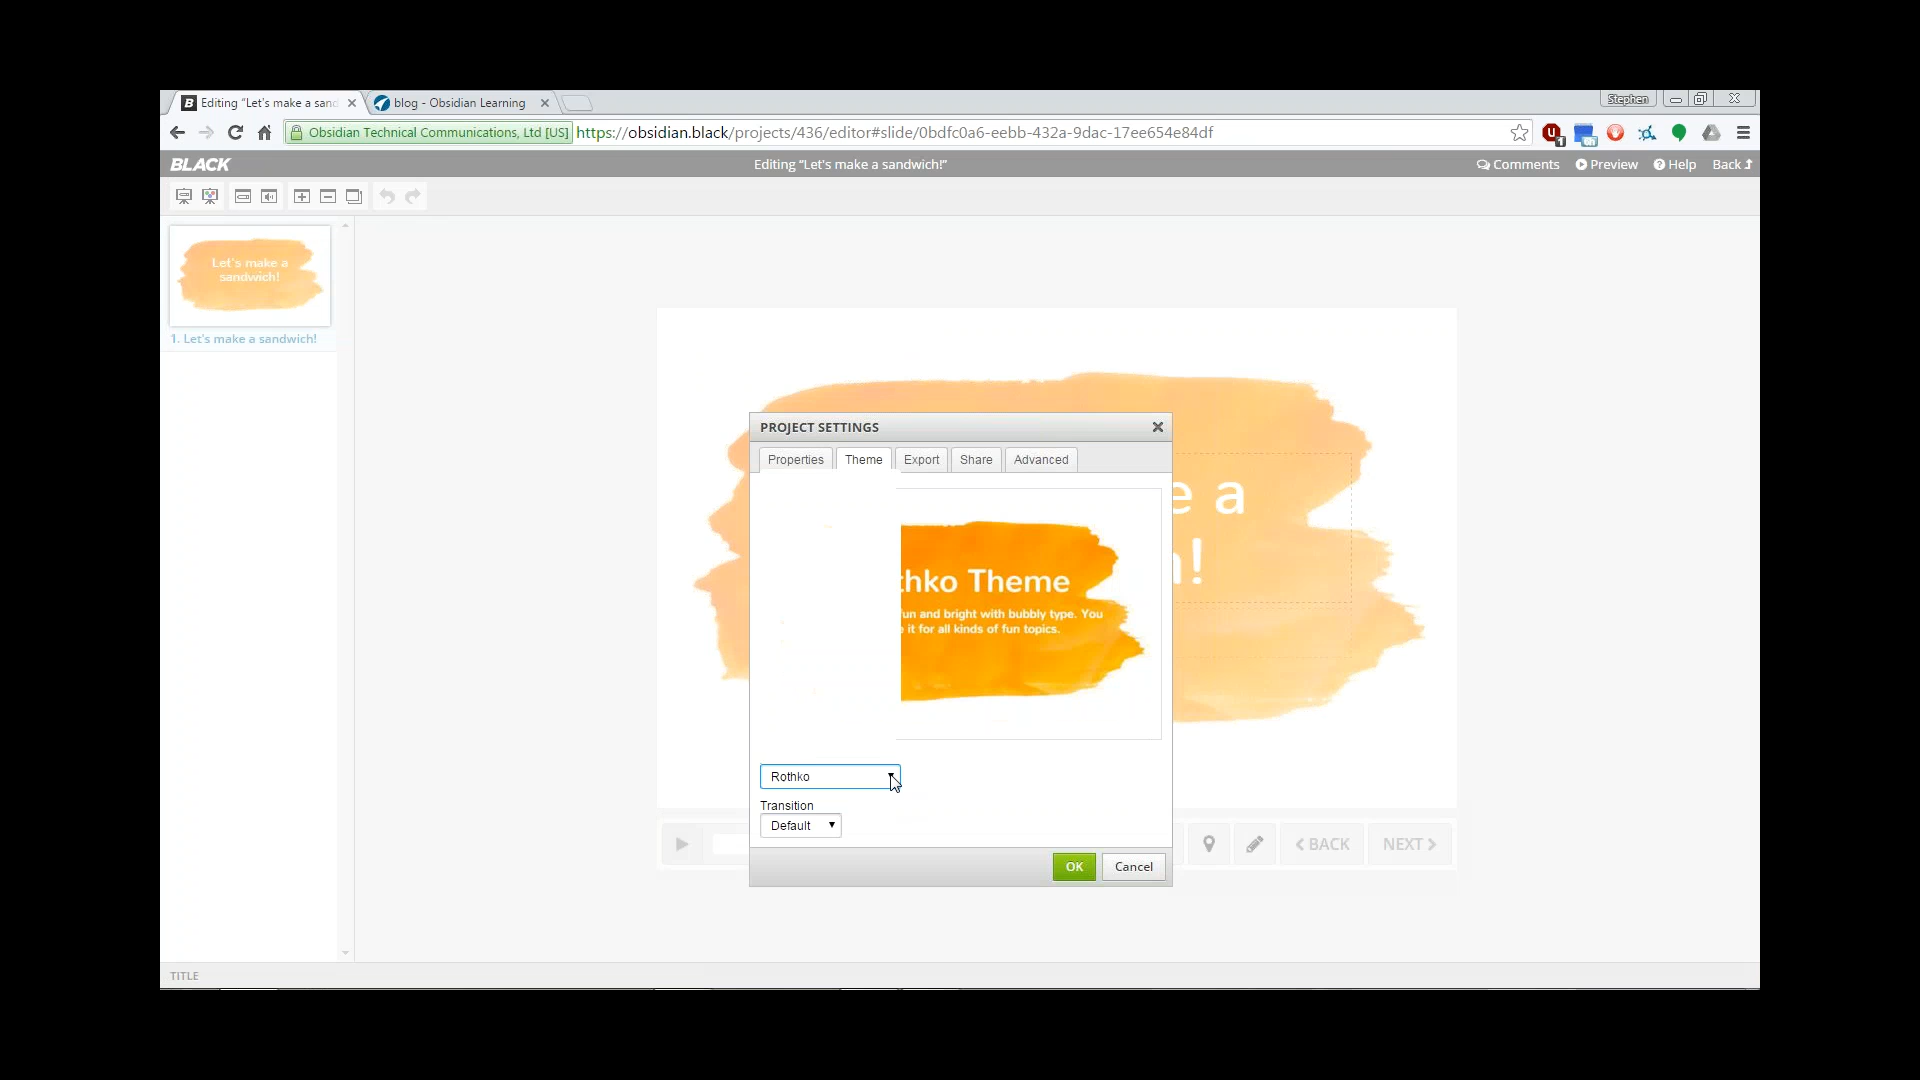 Editing "Let's make a sand
blog - Obsidian Learning
Stephen
Obsidian Technical Communications, Ltd [US]
https://obsidian.black/projects/436/editor#slide/0bdfc0a6-eebb-432a-9dac-17ee654e84df
BLACK
Editing “Let's make a sandwich!”
Comments
Preview
Help
Back
Let's make a
sandwich!
1. Let's make a sandwich!
e a
!
PROJECT SETTINGS
Properties
Theme
Export
Share
Advanced
hko Theme
un and bright with bubbly type. You
e it for all kinds of fun topics.
Rothko
Transition
Default
OK
Cancel
BACK
NEXT
TITLE